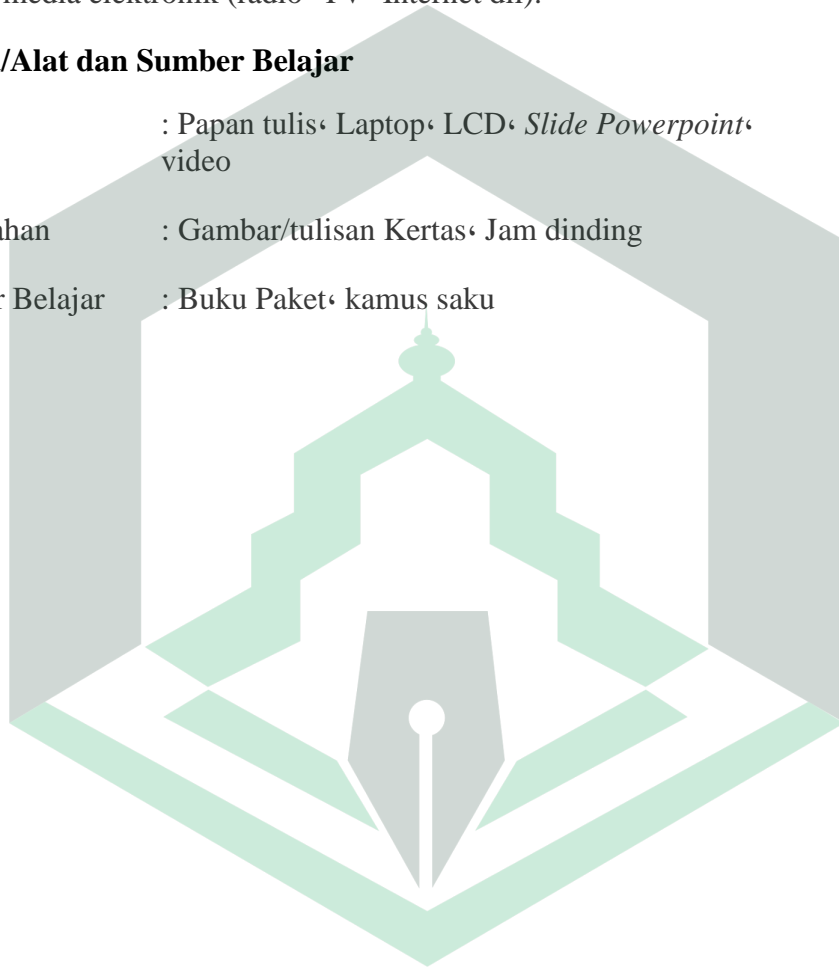 media elektronik (radio TV Internet dll).
/Alat dan Sumber Belajar
: Papan tulis، Laptop، LCD، Slide Powerpoint،
video
ahan : Gambar/tulisan Kertas، Jam dinding
r Belajar : Buku Paket، kamus saku